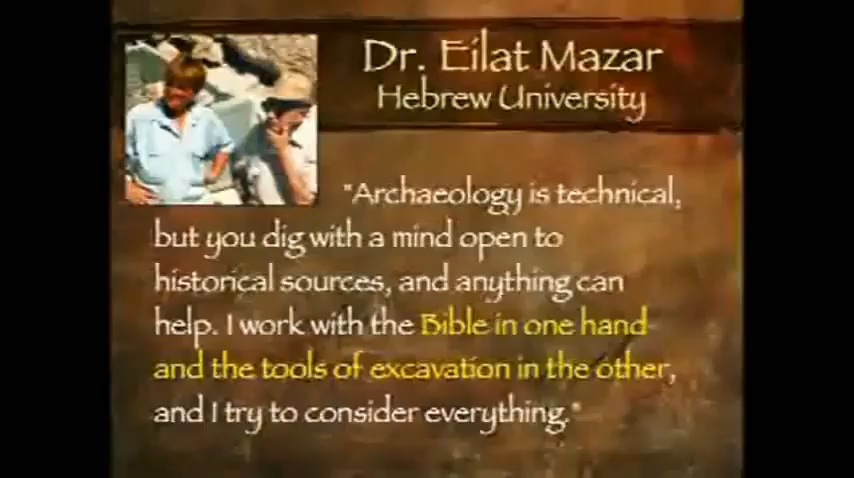 Dr. Eilat Mazar
Hebrew University
"Archaeology is technical,
but you dig with a mind open to
historical sources, and anything can
help. I work with the Bible in one hand
and the tools of excavation in the other,
and I try to consider everything."